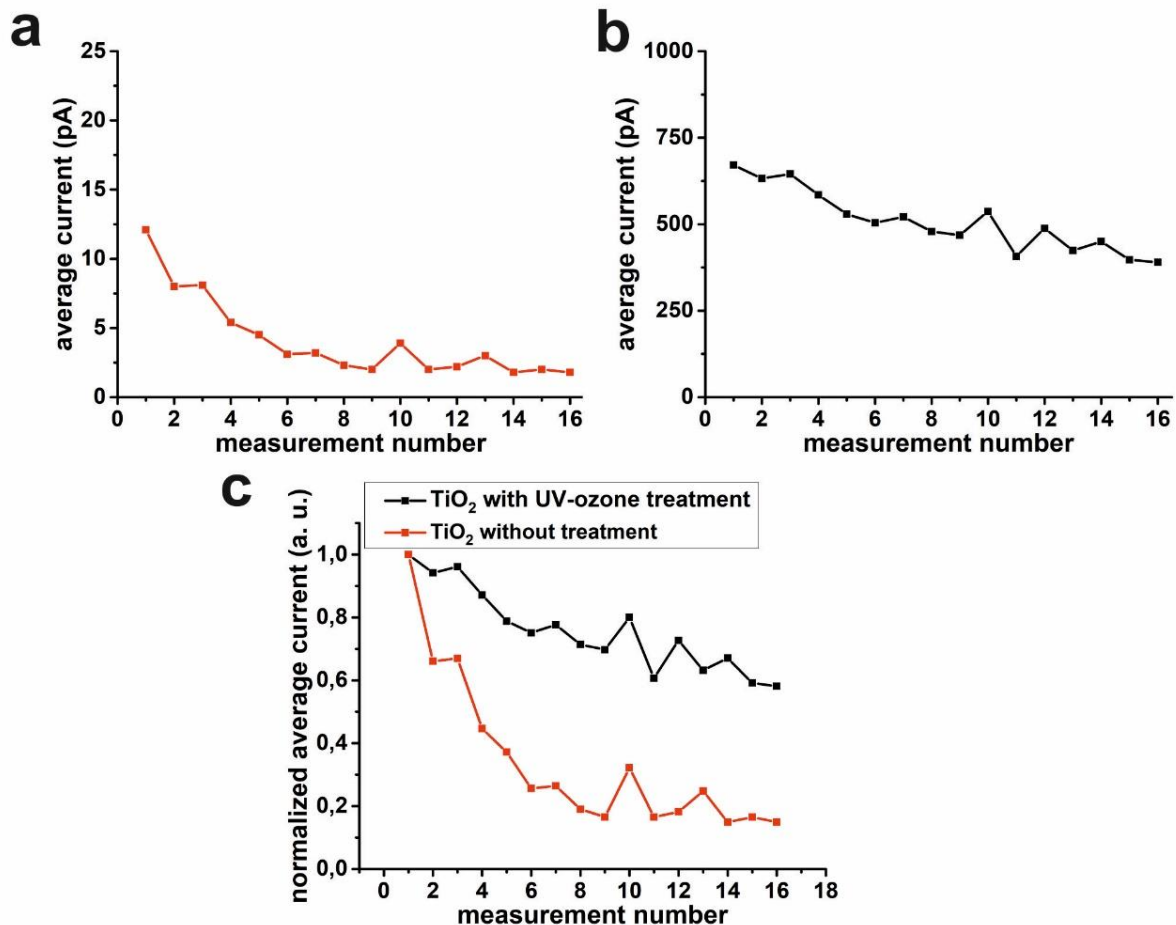 a
25
20
15
10
5
0
average current (pA)
0 2 4 6 8 10 12 14 16
measurement number
b
1000
750
500
250
0
average current (pA)
0 2 4 6 8 10 12 14 16
measurement number
c
TiO₂ with UV-ozone treatment
TiO₂ without treatment
1,0
0,8
0,6
0,4
0,2
0,0
normalized average current (a. u.)
0 2 4 6 8 10 12 14 16 18
measurement number